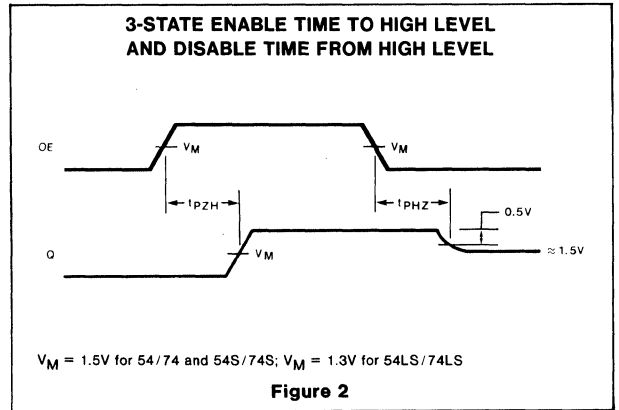 3-STATE ENABLE TIME TO HIGH LEVEL
AND DISABLE TIME FROM HIGH LEVEL
OE
VM
VM
tPZH
tPHZ
0.5V
Q
VM
≈ 1.5V
VM = 1.5V for 54/74 and 54S/74S; VM = 1.3V for 54LS/74LS
Figure 2